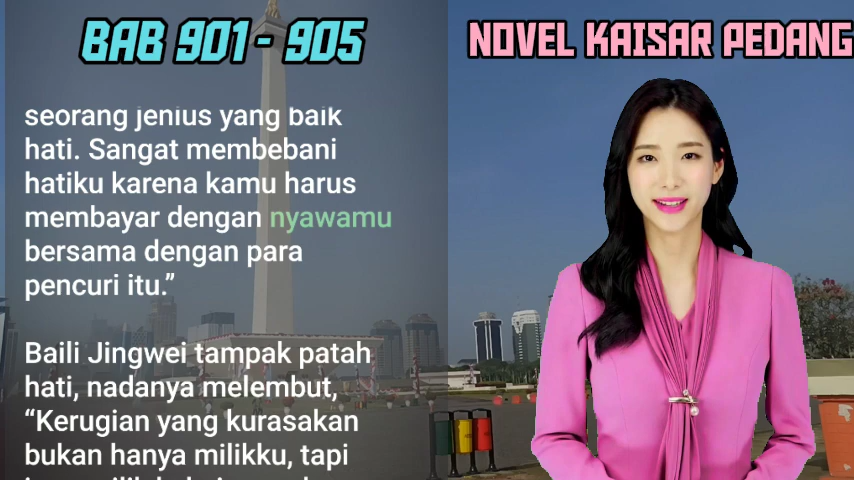 BAB 901 - 905
NOVEL KAISAR PEDANG
seorang jenius yang baik
hati. Sangat membebani
hatiku karena kamu harus
membayar dengan nyawamu
bersama dengan para
pencuri itu.”
Baili Jingwei tampak patah
hati, nadanya melembut,
“Kerugian yang kurasakan
bukan hanya milikku, tapi